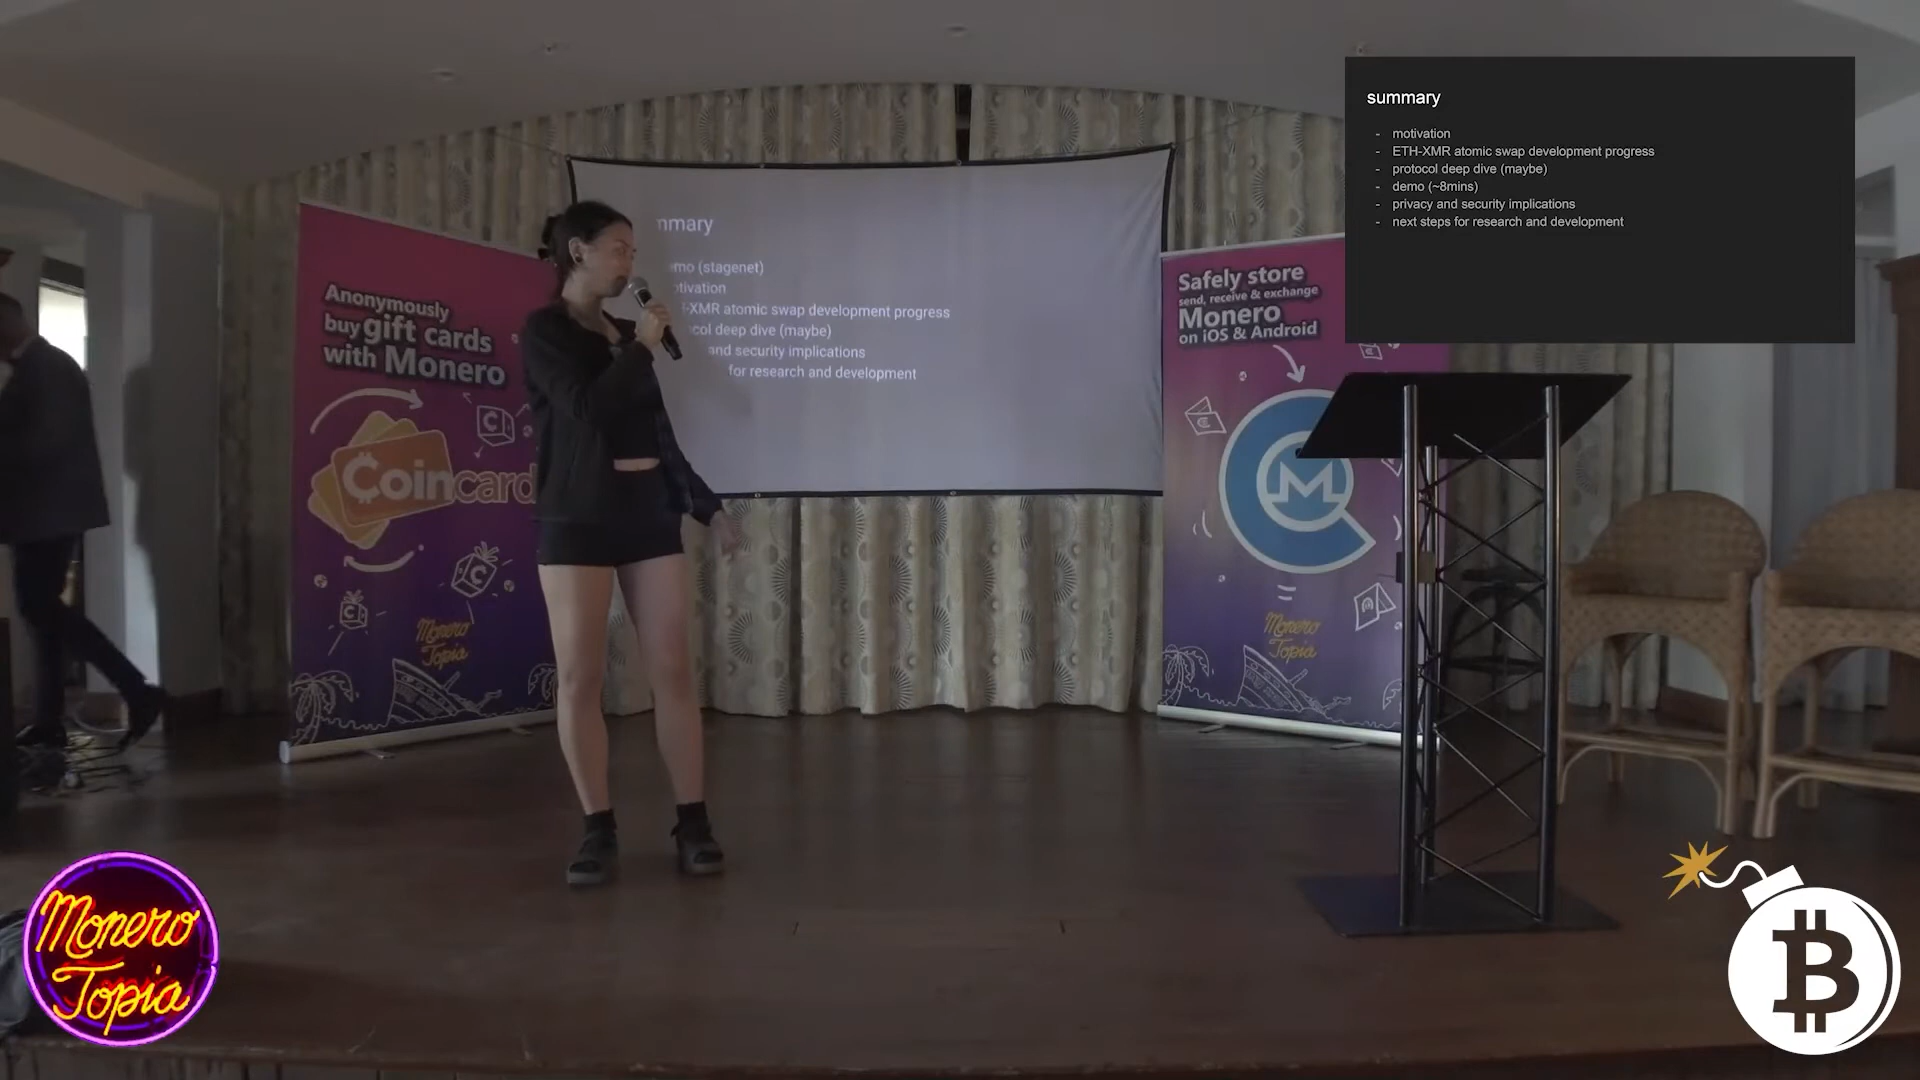 summary
- motivation
- ETH-XMR atomic swap development progress
- protocol deep dive (maybe)
- demo (~8mins)
- privacy and security implications
- next steps for research and development
mmary
mo (stagenet)
otivation
-XMR atomic swap development progress
col deep dive (maybe)
and security implications
for research and development
Anonymously
buy gift cards
with Monero
Coincard
Monero
Topia
Safely store
send, receive & exchange
Monero
on iOS & Android
Monero
Topia
Monero
Topia